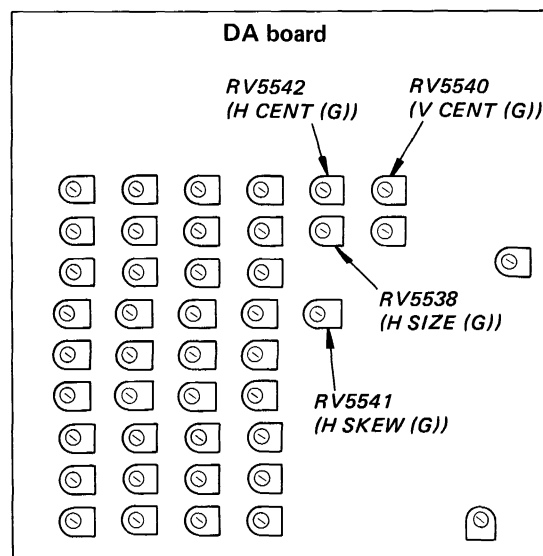 DA board
RV5542
(H CENT (G))
RV5540
(V CENT (G))
RV5538
(H SIZE (G))
RV5541
(H SKEW (G))